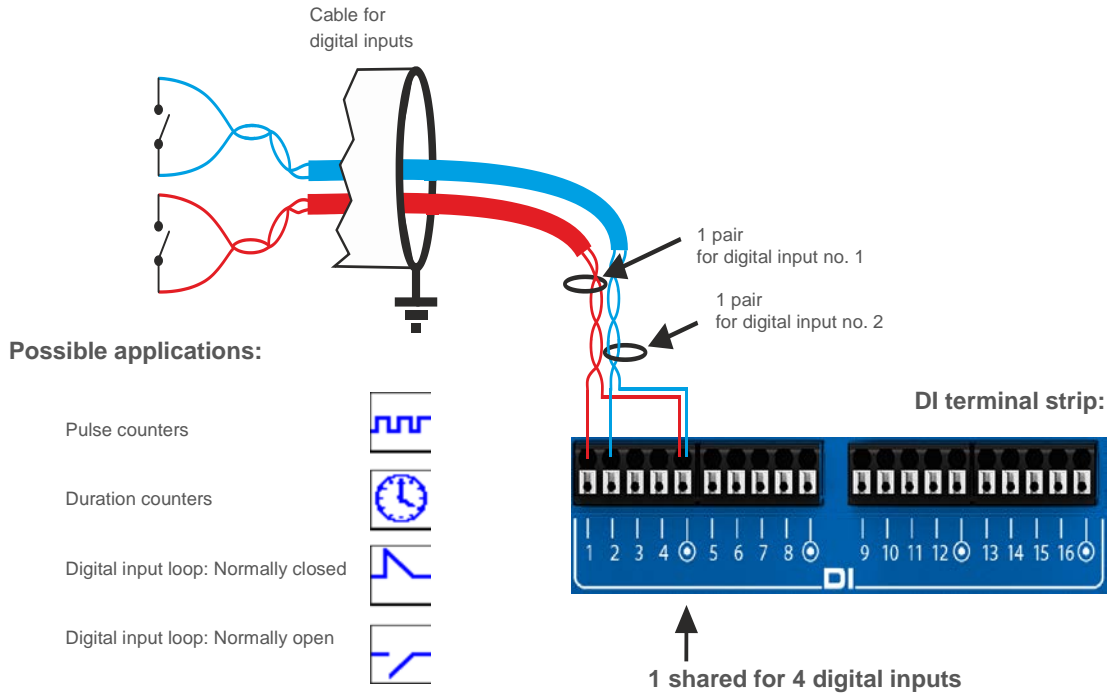 Cable for
digital inputs
1 pair
for digital input no. 1
1 pair
for digital input no. 2
Possible applications:
DI terminal strip:
Pulse counters
Duration counters
Digital input loop: Normally closed
Digital input loop: Normally open
1 2 3 4 5 6 7 8 9 10 11 12 13 14 15 16
DI
1 shared for 4 digital inputs